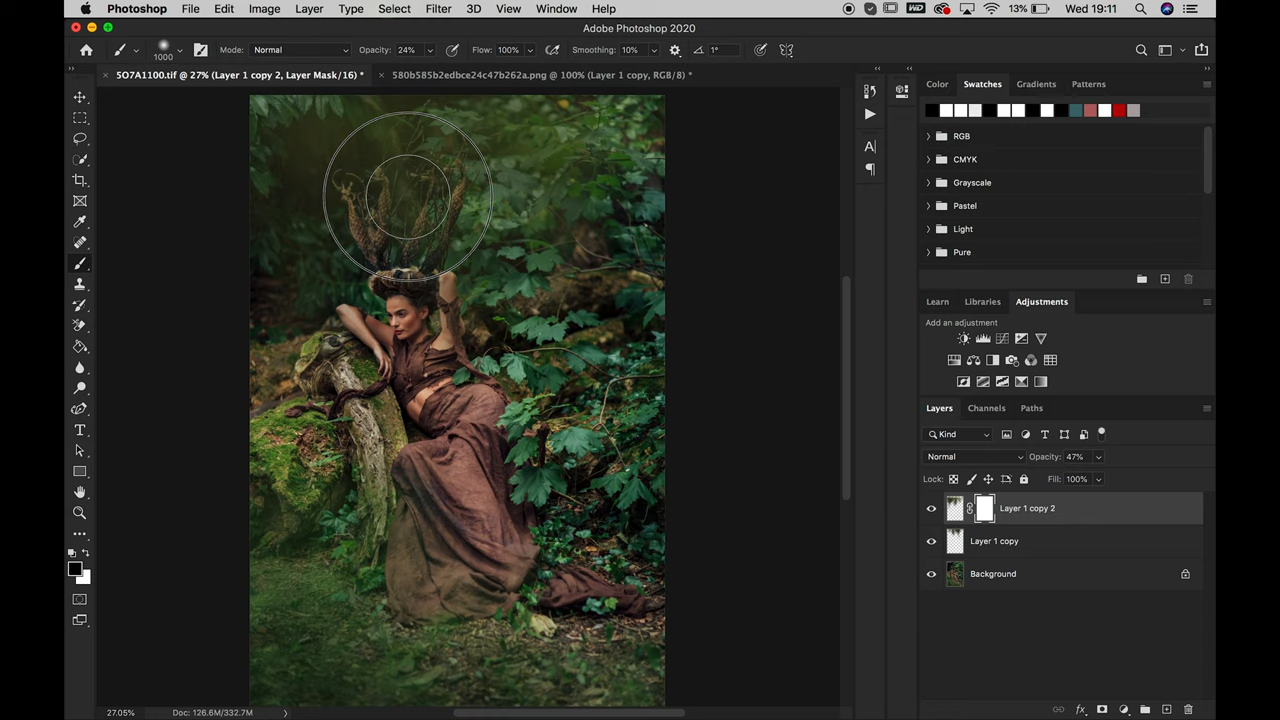 Photoshop File Edit Image Layer Type Select Filter 3D View Window Help 13% Wed 19:11
Adobe Photoshop 2020
1000 Mode: Normal Opacity: 24% Flow: 100% Smoothing: 10% 1°
× 5O7A1100.tif @ 27% (Layer 1 copy 2, Layer Mask/16) * × 580b585b2edbce24c47b262a.png @ 100% (Layer 1 copy, RGB/8) *
Color Swatches Gradients Patterns
RGB
CMYK
Grayscale
Pastel
Light
Pure
Learn Libraries Adjustments
Add an adjustment
Layers Channels Paths
Kind
Normal Opacity: 47%
Lock: Fill: 100%
Layer 1 copy 2
Layer 1 copy
Background
27.05% Doc: 126.6M/332.7M